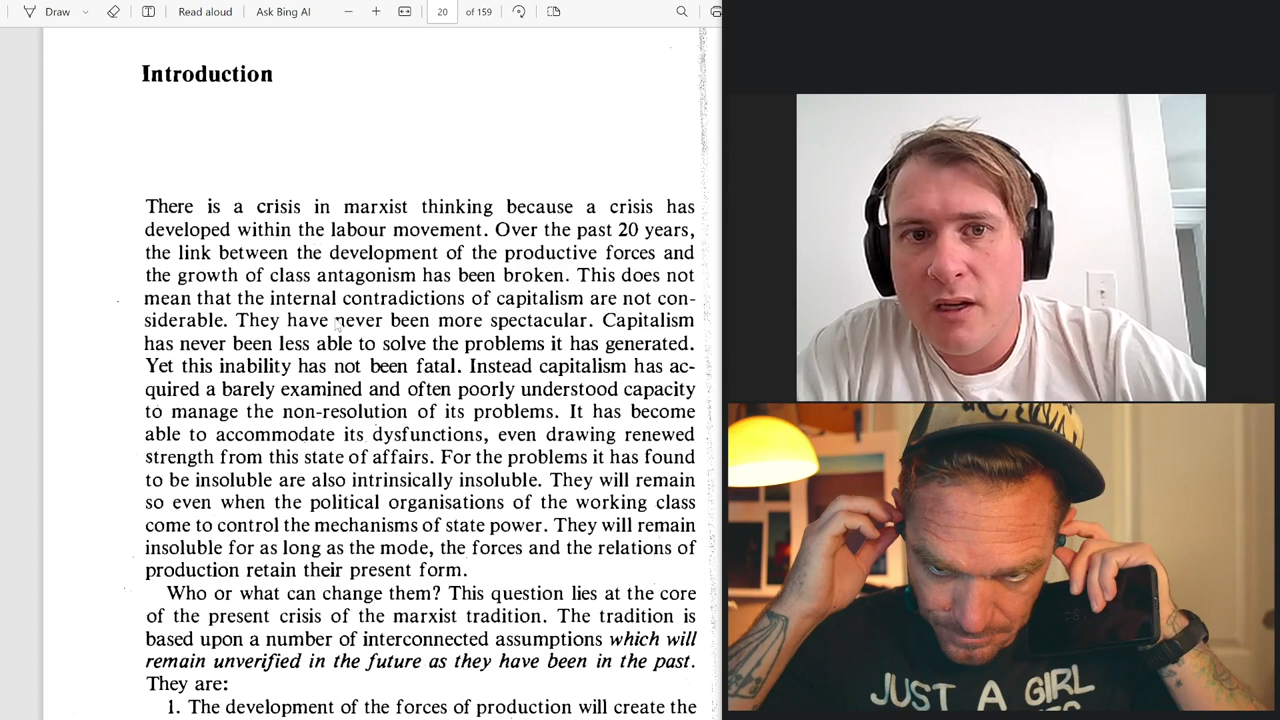 Draw
Read aloud
Ask Bing AI
20 of 159
Introduction
There is a crisis in marxist thinking because a crisis has
developed within the labour movement. Over the past 20 years,
the link between the development of the productive forces and
the growth of class antagonism has been broken. This does not
mean that the internal contradictions of capitalism are not con-
siderable. They have never been more spectacular. Capitalism
has never been less able to solve the problems it has generated.
Yet this inability has not been fatal. Instead capitalism has ac-
quired a barely examined and often poorly understood capacity
to manage the non-resolution of its problems. It has become
able to accommodate its dysfunctions, even drawing renewed
strength from this state of affairs. For the problems it has found
to be insoluble are also intrinsically insoluble. They will remain
so even when the political organisations of the working class
come to control the mechanisms of state power. They will remain
insoluble for as long as the mode, the forces and the relations of
production retain their present form.
Who or what can change them? This question lies at the core
of the present crisis of the marxist tradition. The tradition is
based upon a number of interconnected assumptions which will
remain unverified in the future as they have been in the past.
They are:
1. The development of the forces of production will create the
JUST A GIRL